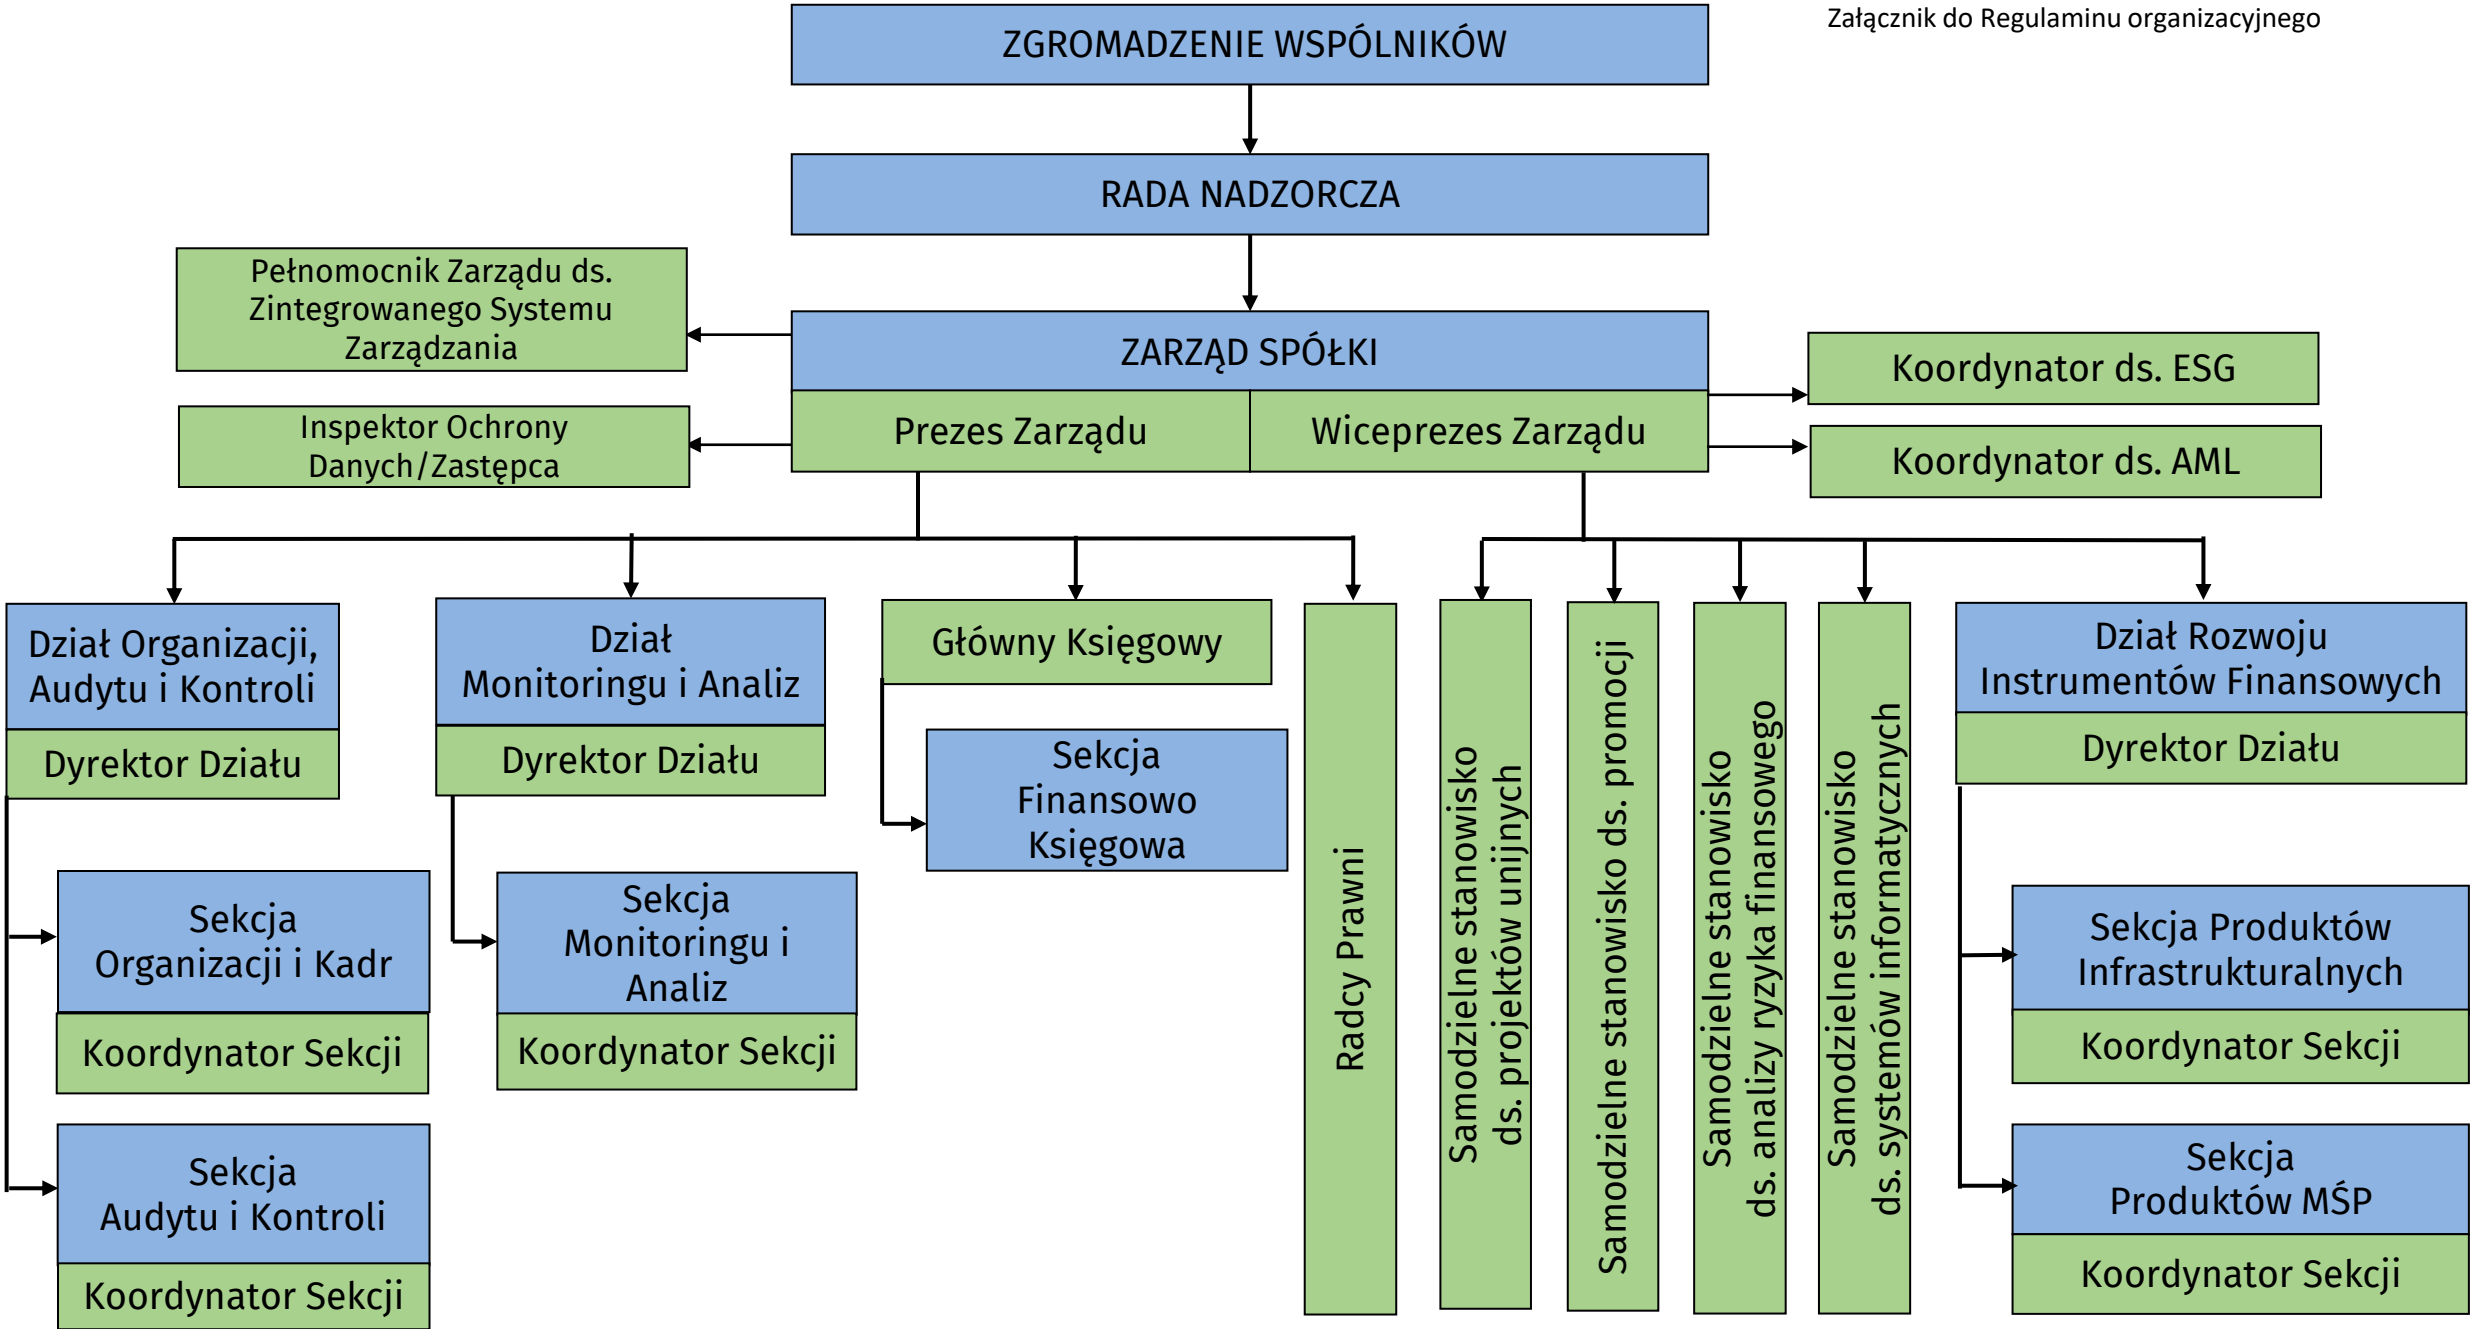 Załącznik do Regulaminu organizacyjnego
ZGROMADZENIE WSPÓLNIKÓW
RADA NADZORCZA
Pełnomocnik Zarządu ds.
Zintegrowanego Systemu
Zarządzania
ZARZĄD SPÓŁKI
Koordynator ds. ESG
Inspektor Ochrony
Danych/Zastępca
Prezes Zarządu
Wiceprezes Zarządu
Koordynator ds. AML
Dział Organizacji,
Audytu i Kontroli
Dyrektor Działu
Sekcja
Organizacji i Kadr
Koordynator Sekcji
Sekcja
Audytu i Kontroli
Koordynator Sekcji
Dział
Monitoringu i Analiz
Dyrektor Działu
Sekcja
Monitoringu i
Analiz
Koordynator Sekcji
Główny Księgowy
Sekcja
Finansowo
Księgowa
Radcy Prawni
Samodzielne stanowisko
ds. projektów unijnych
Samodzielne stanowisko ds. promocji
Samodzielne stanowisko
ds. analizy ryzyka finansowego
Samodzielne stanowisko
ds. systemów informatycznych
Dział Rozwoju
Instrumentów Finansowych
Dyrektor Działu
Sekcja Produktów
Infrastrukturalnych
Koordynator Sekcji
Sekcja
Produktów MŚP
Koordynator Sekcji